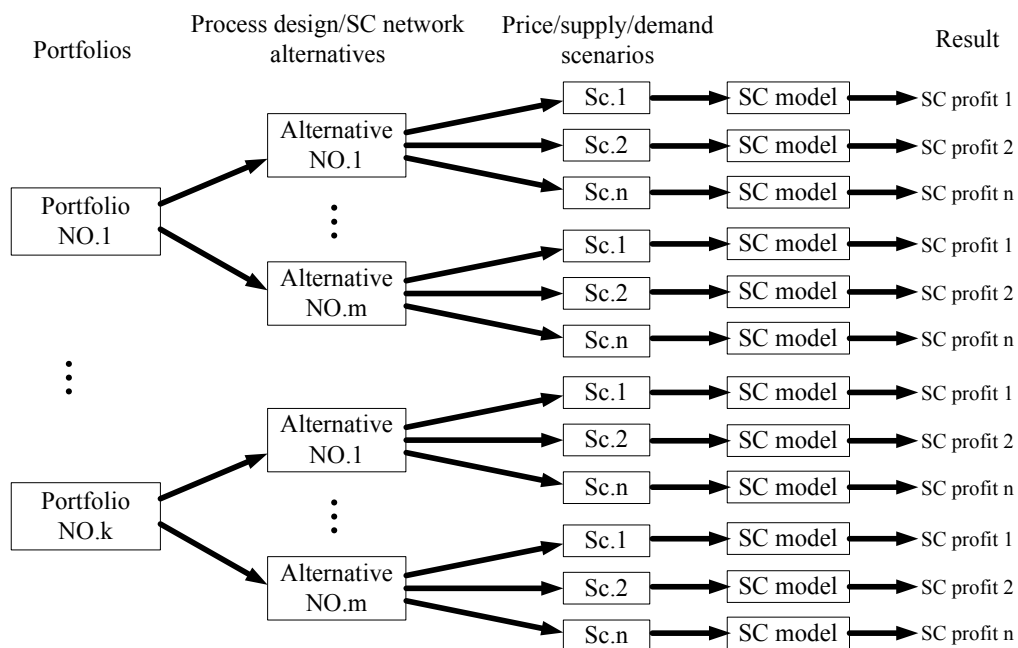 Portfolios
Process design/SC network
alternatives
Price/supply/demand
scenarios
Result
Sc.1
SC model
SC profit 1
Alternative
NO.1
Sc.2
SC model
SC profit 2
Sc.n
SC model
SC profit n
Portfolio
NO.1
Sc.1
SC model
SC profit 1
Alternative
NO.m
Sc.2
SC model
SC profit 2
Sc.n
SC model
SC profit n
Sc.1
SC model
SC profit 1
Alternative
NO.1
Sc.2
SC model
SC profit 2
Sc.n
SC model
SC profit n
Portfolio
NO.k
Sc.1
SC model
SC profit 1
Alternative
NO.m
Sc.2
SC model
SC profit 2
Sc.n
SC model
SC profit n